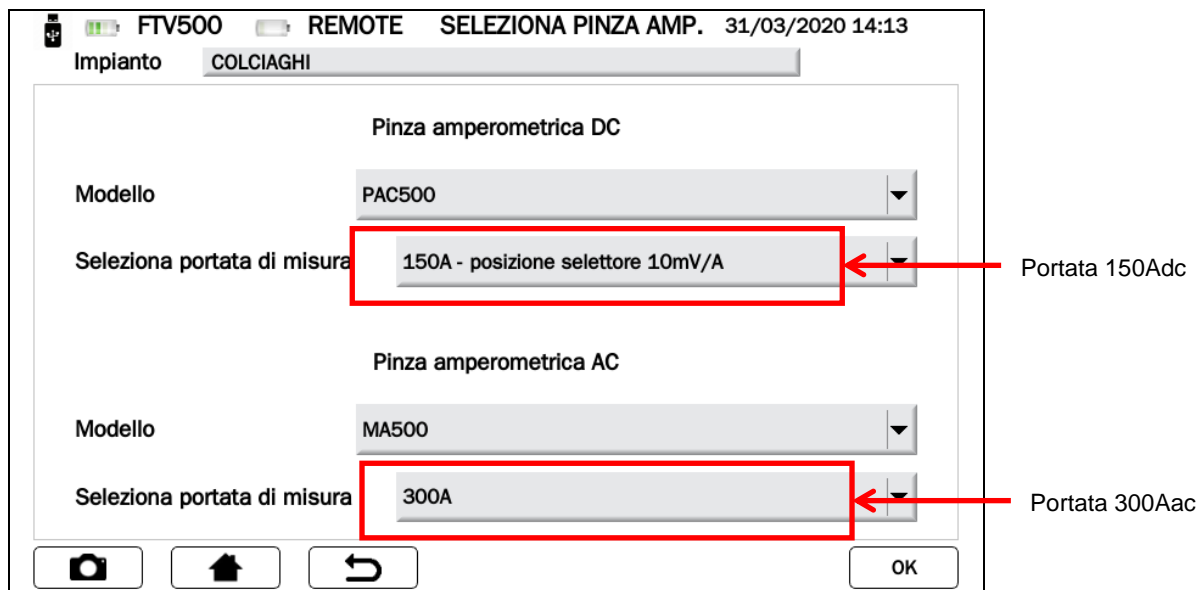 FTV500 REMOTE SELEZIONA PINZA AMP. 31/03/2020 14:13
Impianto COLCIAGHI
Pinza amperometrica DC
Modello PAC500
Seleziona portata di misura 150A - posizione selettore 10mV/A
Portata 150Adc
Pinza amperometrica AC
Modello MA500
Seleziona portata di misura 300A
Portata 300Aac
OK